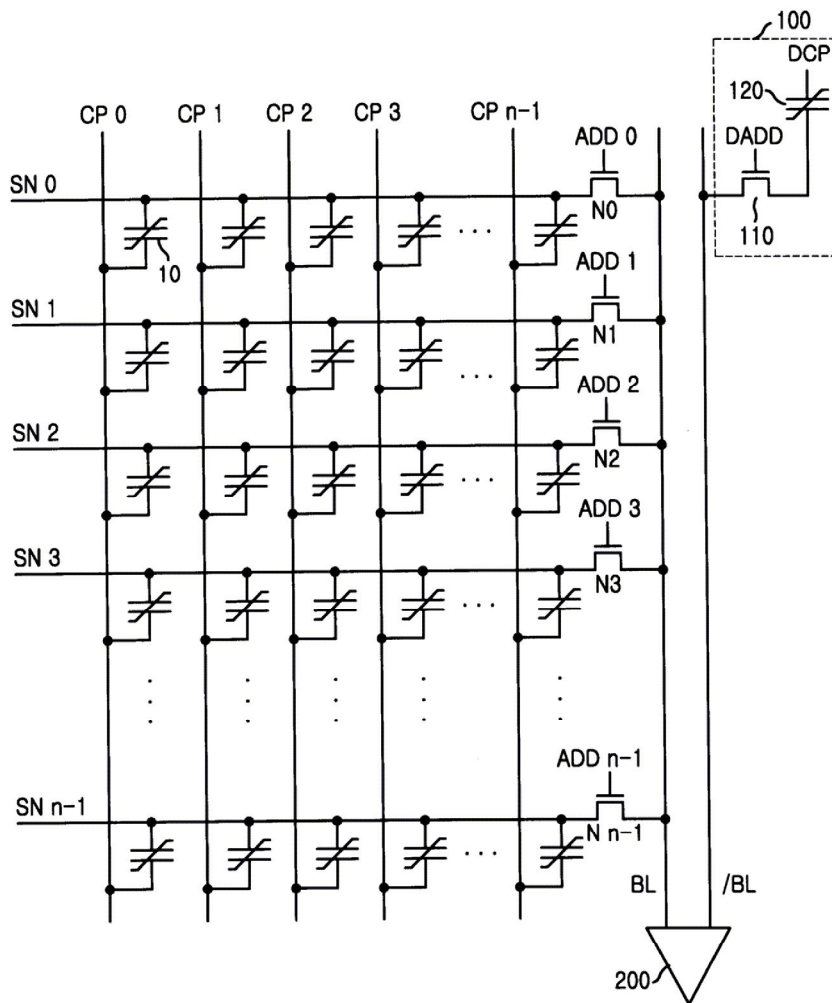 100
DCP
120
CP 0 CP 1 CP 2 CP 3 CP n-1
ADD 0
DADD
SN 0
N0
110
10
ADD 1
SN 1
N1
ADD 2
SN 2
N2
ADD 3
SN 3
N3
ADD n-1
SN n-1
N n-1
BL /BL
200